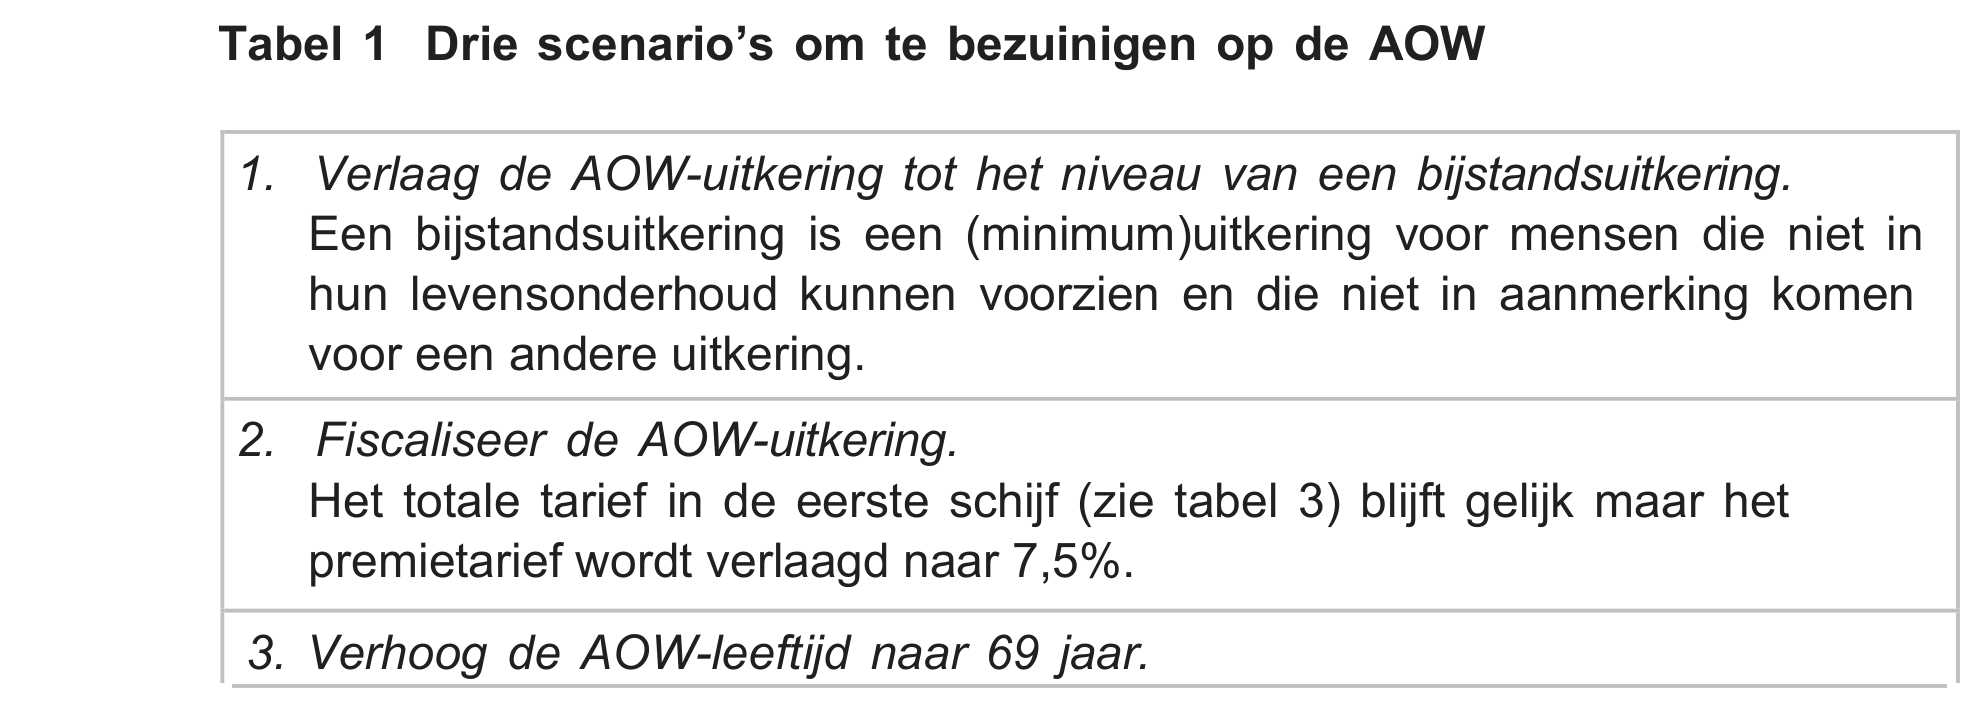 Tabel 1 Drie scenario’s om te bezuinigen op de AOW
1. Verlaag de AOW-uitkering tot het niveau van een bijstandsuitkering.
Een bijstandsuitkering is een (minimum)uitkering voor mensen die niet in
hun levensonderhoud kunnen voorzien en die niet in aanmerking komen
voor een andere uitkering.
2. Fiscaliseer de AOW-uitkering.
Het totale tarief in de eerste schijf (zie tabel 3) blijft gelijk maar het
premietarief wordt verlaagd naar 7,5%.
3. Verhoog de AOW-leeftijd naar 69 jaar.